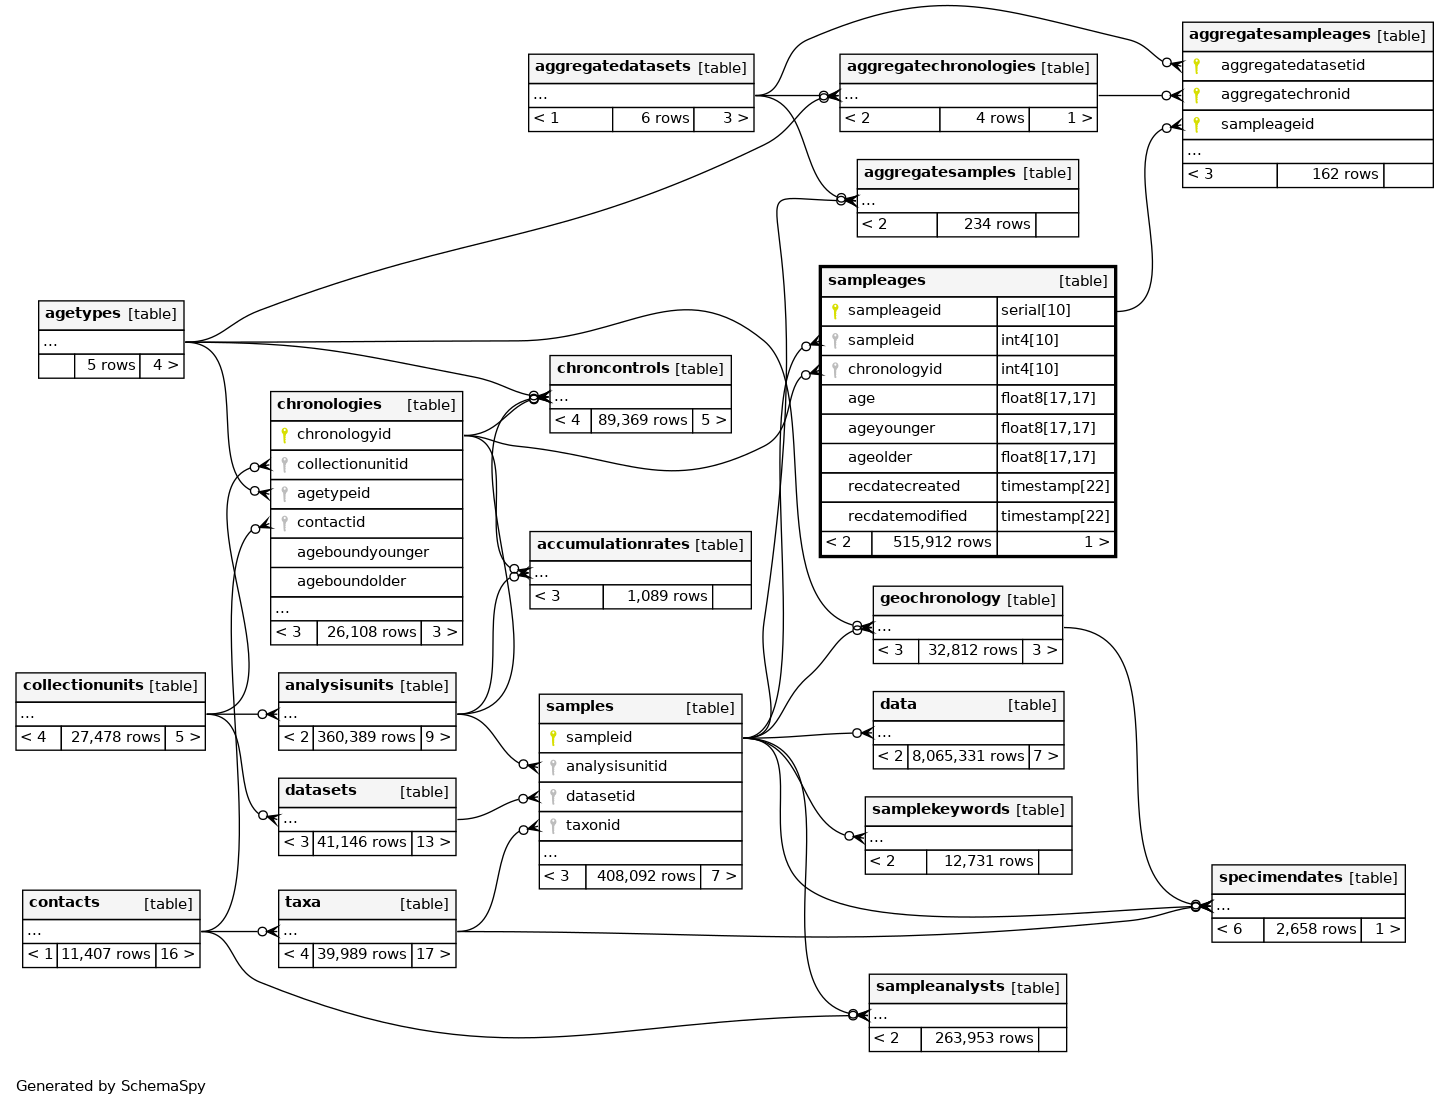 aggregatedatasets [table]
...
< 1 6 rows 3 >
aggregatechronologies [table]
...
< 2 4 rows 1 >
aggregatesampleages [table]
aggregatedatasetid
aggregatechronid
sampleageid
...
< 3 162 rows
aggregatesamples [table]
...
< 2 234 rows
sampleages [table]
sampleageid serial[10]
sampleid int4[10]
chronologyid int4[10]
age float8[17,17]
ageyounger float8[17,17]
ageolder float8[17,17]
recdatecreated timestamp[22]
recdatemodified timestamp[22]
< 2 515,912 rows 1 >
agetypes [table]
...
5 rows 4 >
chroncontrols [table]
...
< 4 89,369 rows 5 >
chronologies [table]
chronologyid
collectionunitid
agetypeid
contactid
ageboundyounger
ageboundolder
...
< 3 26,108 rows 3 >
accumulationrates [table]
...
< 3 1,089 rows
geochronology [table]
...
< 3 32,812 rows 3 >
collectionunits [table]
...
< 4 27,478 rows 5 >
analysisunits [table]
...
< 2 360,389 rows 9 >
samples [table]
sampleid
analysisunitid
datasetid
taxonid
...
< 3 408,092 rows 7 >
data [table]
...
< 2 8,065,331 rows 7 >
datasets [table]
...
< 3 41,146 rows 13 >
samplekeywords [table]
...
< 2 12,731 rows
contacts [table]
...
< 1 11,407 rows 16 >
taxa [table]
...
< 4 39,989 rows 17 >
specimendates [table]
...
< 6 2,658 rows 1 >
sampleanalysts [table]
...
< 2 263,953 rows
Generated by SchemaSpy